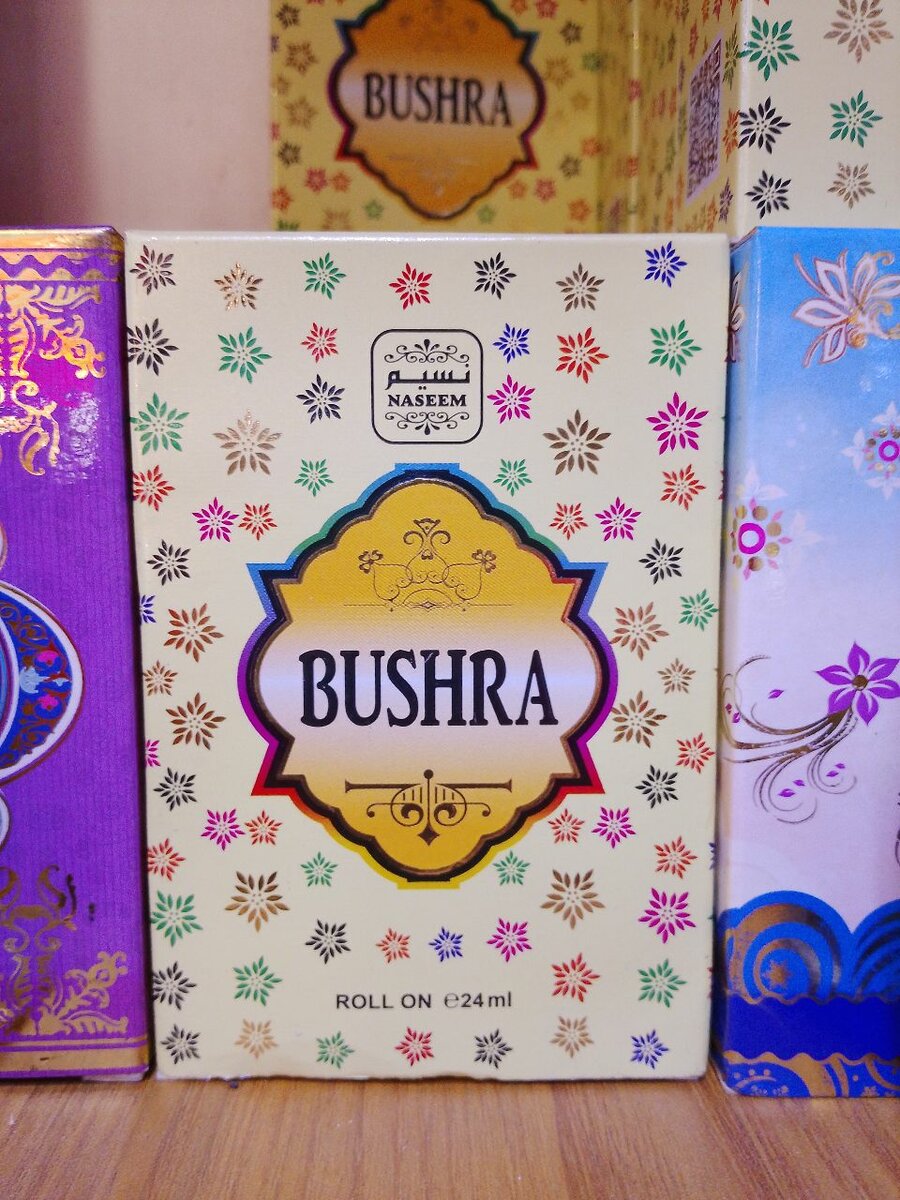 BUSHRA
نسيم
NASEEM
BUSHRA
ROLL ON ℮24ml